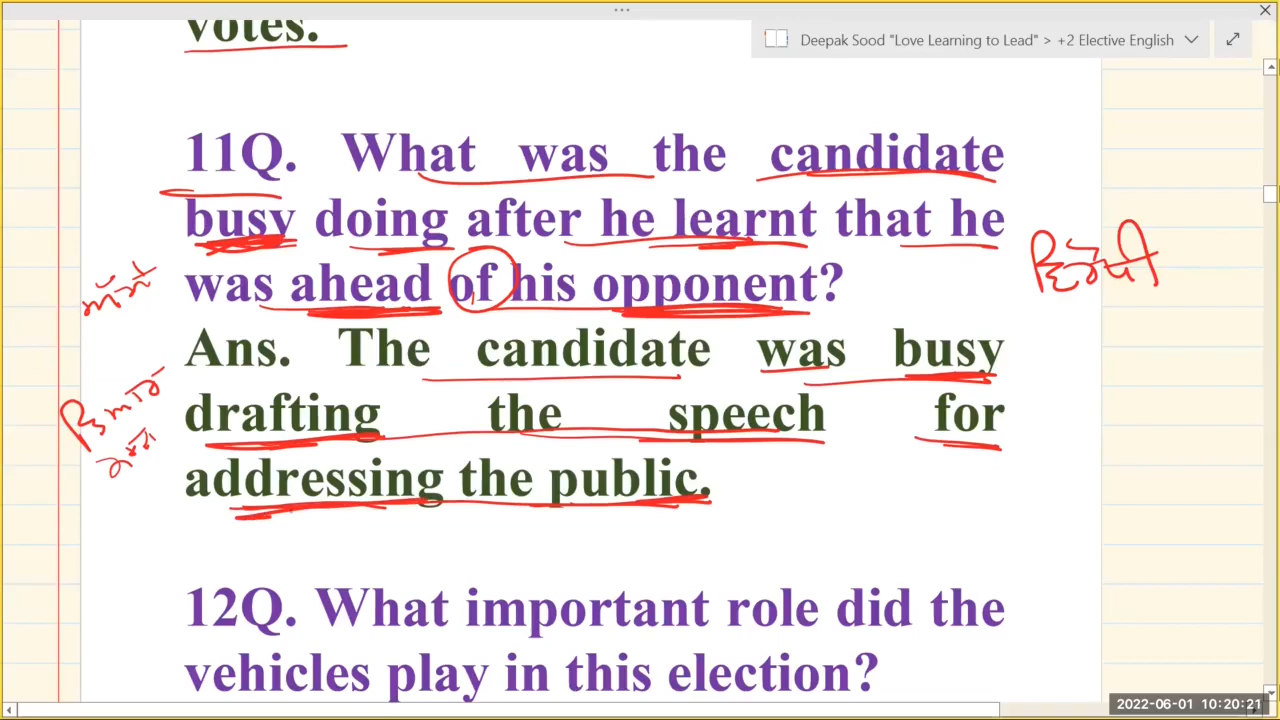 votes.
Deepak Sood "Love Learning to Lead" > +2 Elective English
11Q. What was the candidate
busy doing after he learnt that he
was ahead of his opponent?
Ans. The candidate was busy
drafting the speech for
addressing the public.
12Q. What important role did the
vehicles play in this election?
2022-06-01 10:20:21